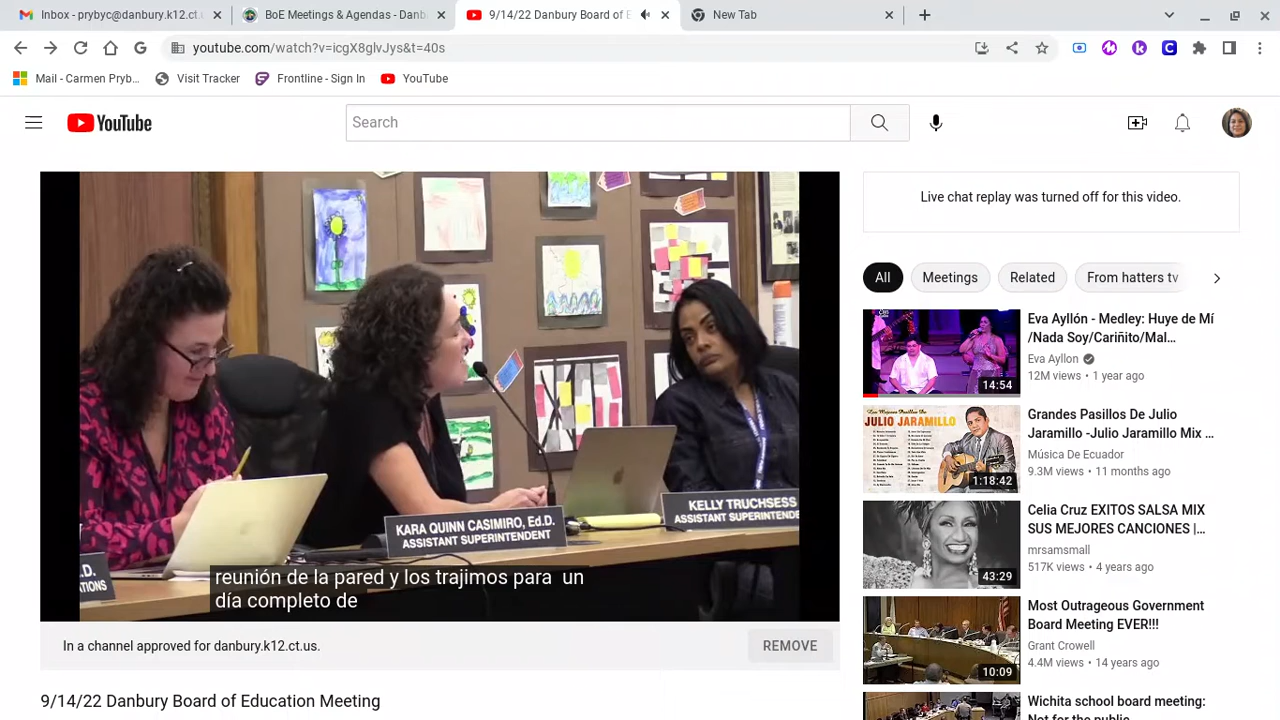 Inbox - prybyc@danbury.k12.ct.u
BoE Meetings & Agendas - Danb
9/14/22 Danbury Board of E
New Tab
youtube.com/watch?v=icgX8glvJys&t=40s
Mail - Carmen Pryb...
Visit Tracker
Frontline - Sign In
YouTube
YouTube
Search
Live chat replay was turned off for this video.
All
Meetings
Related
From hatters tv
KARA QUINN CASIMIRO, Ed.D.
ASSISTANT SUPERINTENDENT
KELLY TRUCHSESS
ASSISTANT SUPERINTENDE
.D.
ATIONS
reunión de la pared y los trajimos para un
día completo de
In a channel approved for danbury.k12.ct.us.
REMOVE
9/14/22 Danbury Board of Education Meeting
14:54
Eva Ayllón - Medley: Huye de Mí
/Nada Soy/Cariñito/Mal...
Eva Ayllon
12M views • 1 year ago
JULIO JARAMILLO
1:18:42
Grandes Pasillos De Julio
Jaramillo -Julio Jaramillo Mix ...
Música De Ecuador
9.3M views • 11 months ago
43:29
Celia Cruz EXITOS SALSA MIX
SUS MEJORES CANCIONES |...
mrsamsmall
517K views • 4 years ago
10:09
Most Outrageous Government
Board Meeting EVER!!!
Grant Crowell
4.4M views • 14 years ago
Wichita school board meeting:
Not for the public